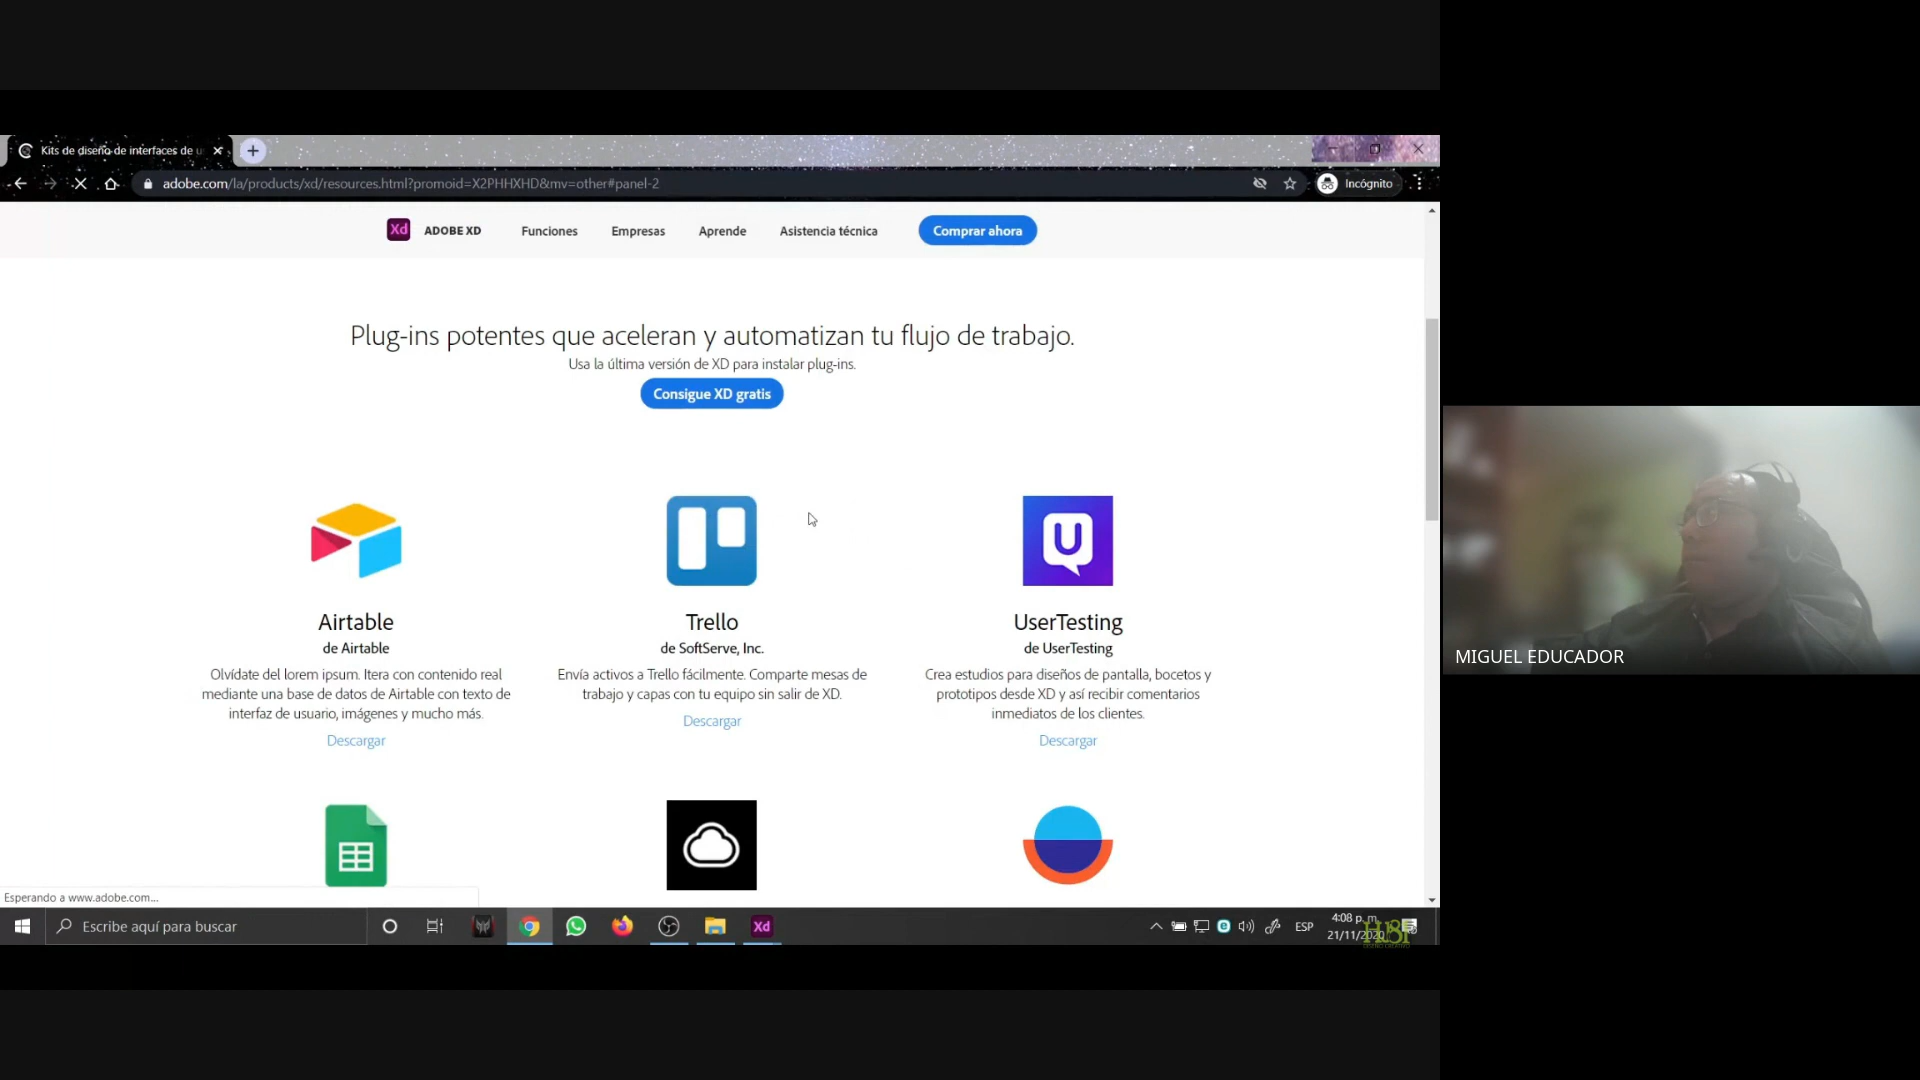 Kits de diseño de interfaces de u
adobe.com/la/products/xd/resources.html?promoid=X2PHHXHD&mv=other#panel-2
Incógnito
Xd ADOBE XD Funciones Empresas Aprende Asistencia técnica Comprar ahora
Plug-ins potentes que aceleran y automatizan tu flujo de trabajo.
Usa la última versión de XD para instalar plug-ins.
Consigue XD gratis
U
Airtable
de Airtable
Olvídate del lorem ipsum. Itera con contenido real
mediante una base de datos de Airtable con texto de
interfaz de usuario, imágenes y mucho más.
Descargar
Trello
de SoftServe, Inc.
Envía activos a Trello fácilmente. Comparte mesas de
trabajo y capas con tu equipo sin salir de XD.
Descargar
UserTesting
de UserTesting
Crea estudios para diseños de pantalla, bocetos y
prototipos desde XD y así recibir comentarios
inmediatos de los clientes.
Descargar
MIGUEL EDUCADOR
Esperando a www.adobe.com...
Escribe aquí para buscar
Xd
ESP
4:08 p. m.